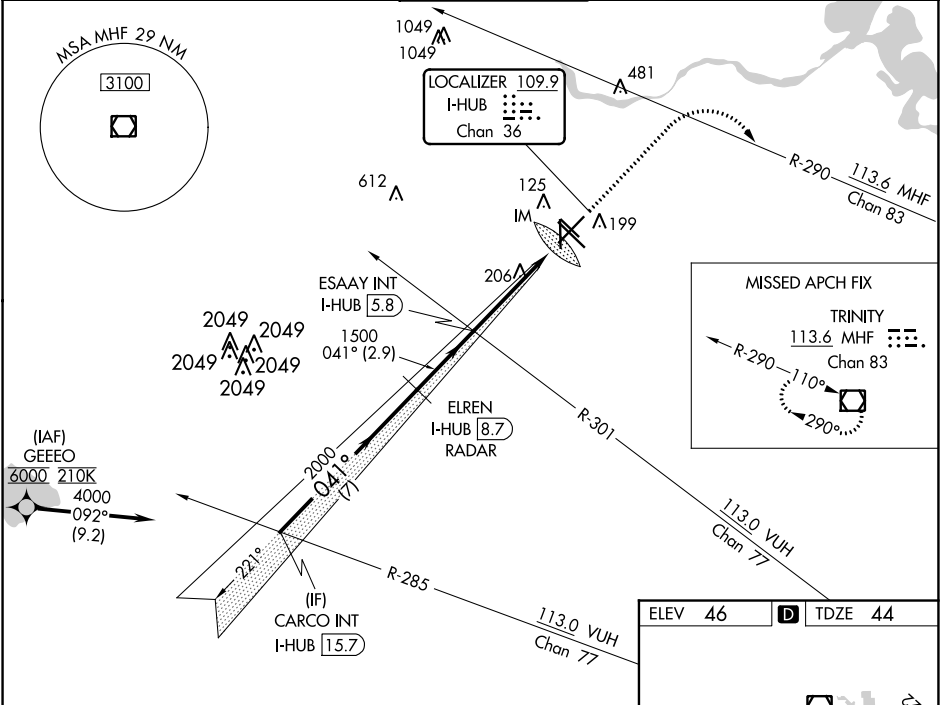 MSA MHF 29 NM
3100
1049
1049
LOCALIZER 109.9
I-HUB
Chan 36
481
R-290
113.6 MHF
Chan 83
612
125
IM
199
206
ESAAY INT
I-HUB 5.8
1500
041° (2.9)
2049
2049
2049
2049
2049
ELREN
I-HUB 8.7
RADAR
MISSED APCH FIX
TRINITY
113.6 MHF
Chan 83
R-290
110°
290°
R-301
113.0 VUH
Chan 77
(IAF)
GEEEO
6000 210K
4000
092°
(9.2)
2000
041°
(7)
221°
(IF)
CARCO INT
I-HUB 15.7
R-285
113.0 VUH
Chan 77
ELEV 46
D
TDZE 44
22